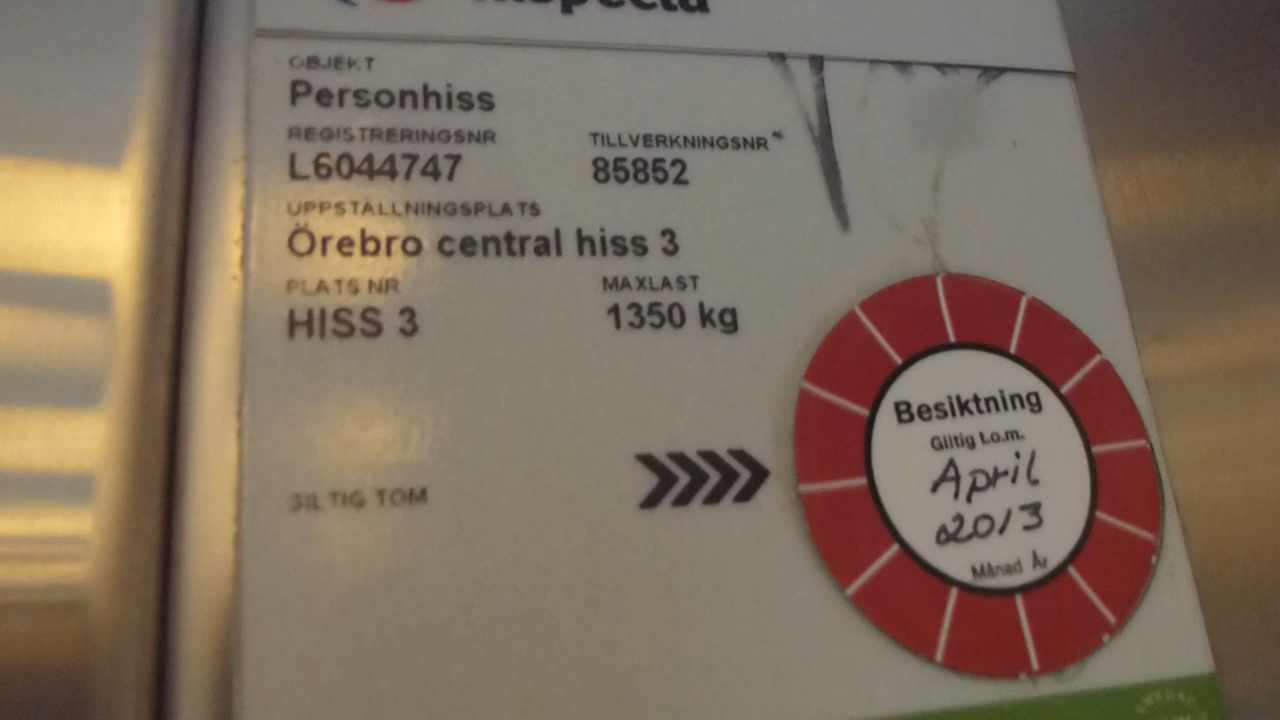 Inspecta
OBJEKT
Personhiss
REGISTRERINGSNR TILLVERKNINGSNR
L6044747 85852
UPPSTÄLLNINGSPLATS
Örebro central hiss 3
PLATS NR MAXLAST
HISS 3 1350 kg
GILTIG TOM
Besiktning
Giltig t.o.m.
April
2013
Månad År